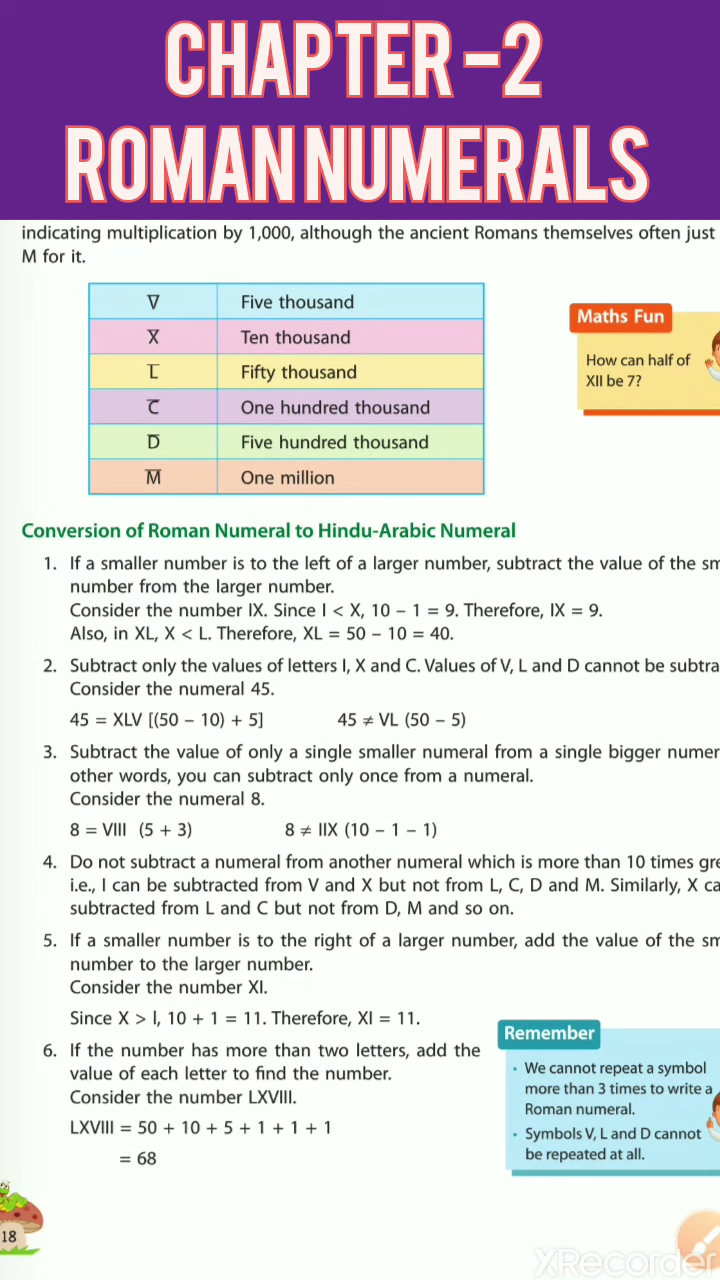 CHAPTER-2
ROMAN NUMERALS
indicating multiplication by 1,000, although the ancient Romans themselves often just
M for it.
V̅ Five thousand
X̅ Ten thousand
L̅ Fifty thousand
C̅ One hundred thousand
D̅ Five hundred thousand
M̅ One million
Maths Fun
How can half of
XII be 7?
Conversion of Roman Numeral to Hindu-Arabic Numeral
1. If a smaller number is to the left of a larger number, subtract the value of the
number from the larger number.
Consider the number IX. Since I < X, 10 – 1 = 9. Therefore, IX = 9.
Also, in XL, X < L. Therefore, XL = 50 – 10 = 40.
2. Subtract only the values of letters I, X and C. Values of V, L and D cannot be
Consider the numeral 45.
45 = XLV [(50 – 10) + 5] 45 ≠ VL (50 – 5)
3. Subtract the value of only a single smaller numeral from a single bigger
other words, you can subtract only once from a numeral.
Consider the numeral 8.
8 = VIII (5 + 3) 8 ≠ IIX (10 – 1 – 1)
4. Do not subtract a numeral from another numeral which is more than 10 times
i.e., I can be subtracted from V and X but not from L, C, D and M. Similarly, X
subtracted from L and C but not from D, M and so on.
5. If a smaller number is to the right of a larger number, add the value of the
number to the larger number.
Consider the number XI.
Since X > I, 10 + 1 = 11. Therefore, XI = 11.
6. If the number has more than two letters, add the
value of each letter to find the number.
Consider the number LXVIII.
LXVIII = 50 + 10 + 5 + 1 + 1 + 1
= 68
Remember
• We cannot repeat a symbol
more than 3 times to write a
Roman numeral.
• Symbols V, L and D cannot
be repeated at all.
18
XRecorder